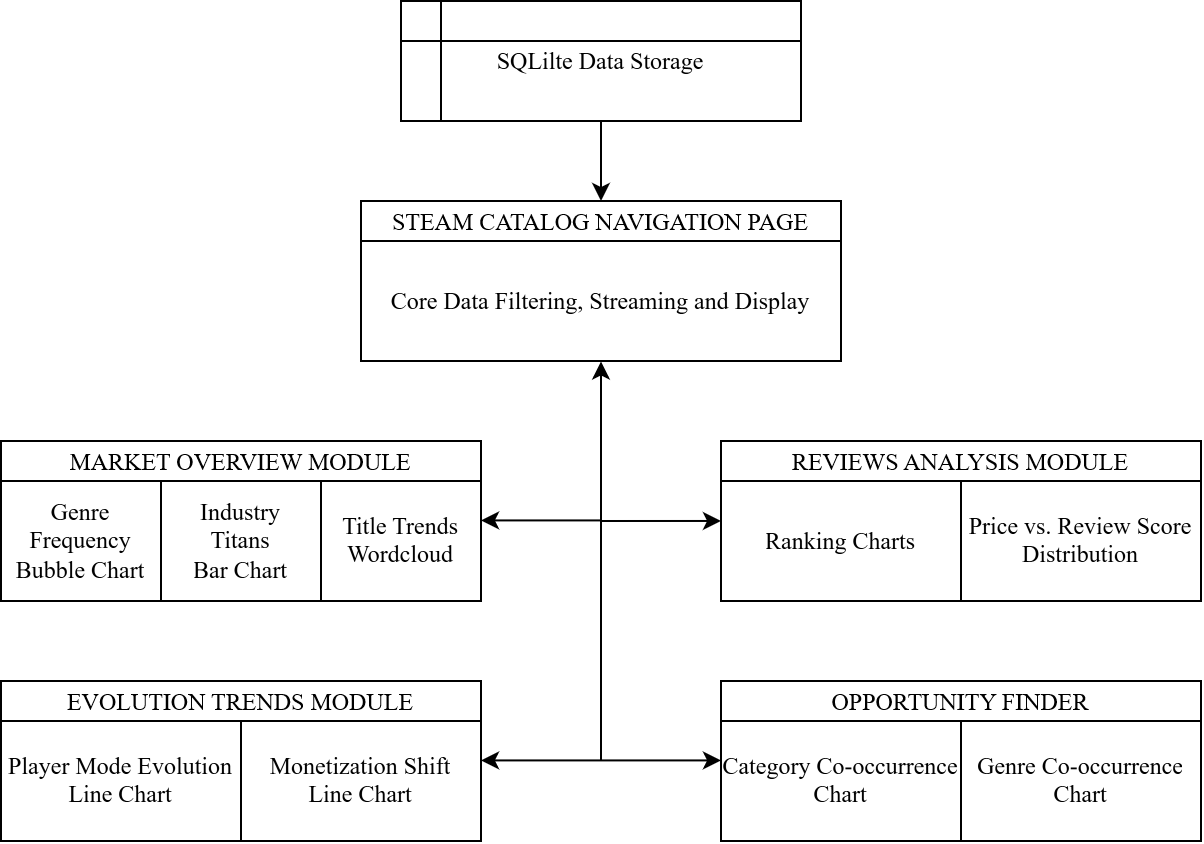 SQLilte Data Storage
STEAM CATALOG NAVIGATION PAGE
Core Data Filtering, Streaming and Display
MARKET OVERVIEW MODULE
Genre
Frequency
Bubble Chart
Industry
Titans
Bar Chart
Title Trends
Wordcloud
REVIEWS ANALYSIS MODULE
Ranking Charts
Price vs. Review Score
Distribution
EVOLUTION TRENDS MODULE
Player Mode Evolution
Line Chart
Monetization Shift
Line Chart
OPPORTUNITY FINDER
Category Co-occurrence
Chart
Genre Co-occurrence
Chart